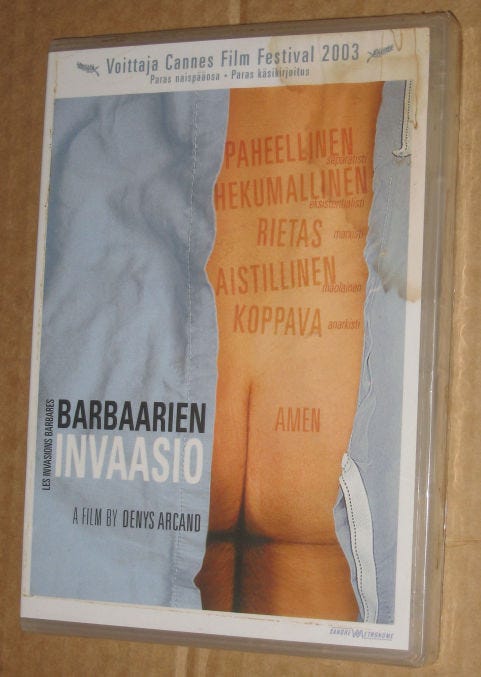 Voittaja Cannes Film Festival 2003
Paras naispääosa • Paras käsikirjoitus
PAHEELLINEN
separatisti
HEKUMALLINEN
eksistentialisti
RIETAS marxisti
AISTILLINEN
maolainen
KOPPAVA anarkisti
AMEN
LES INVASIONS BARBARES
BARBAARIEN
INVAASIO
A FILM BY DENYS ARCAND
SANDREW METRONOME